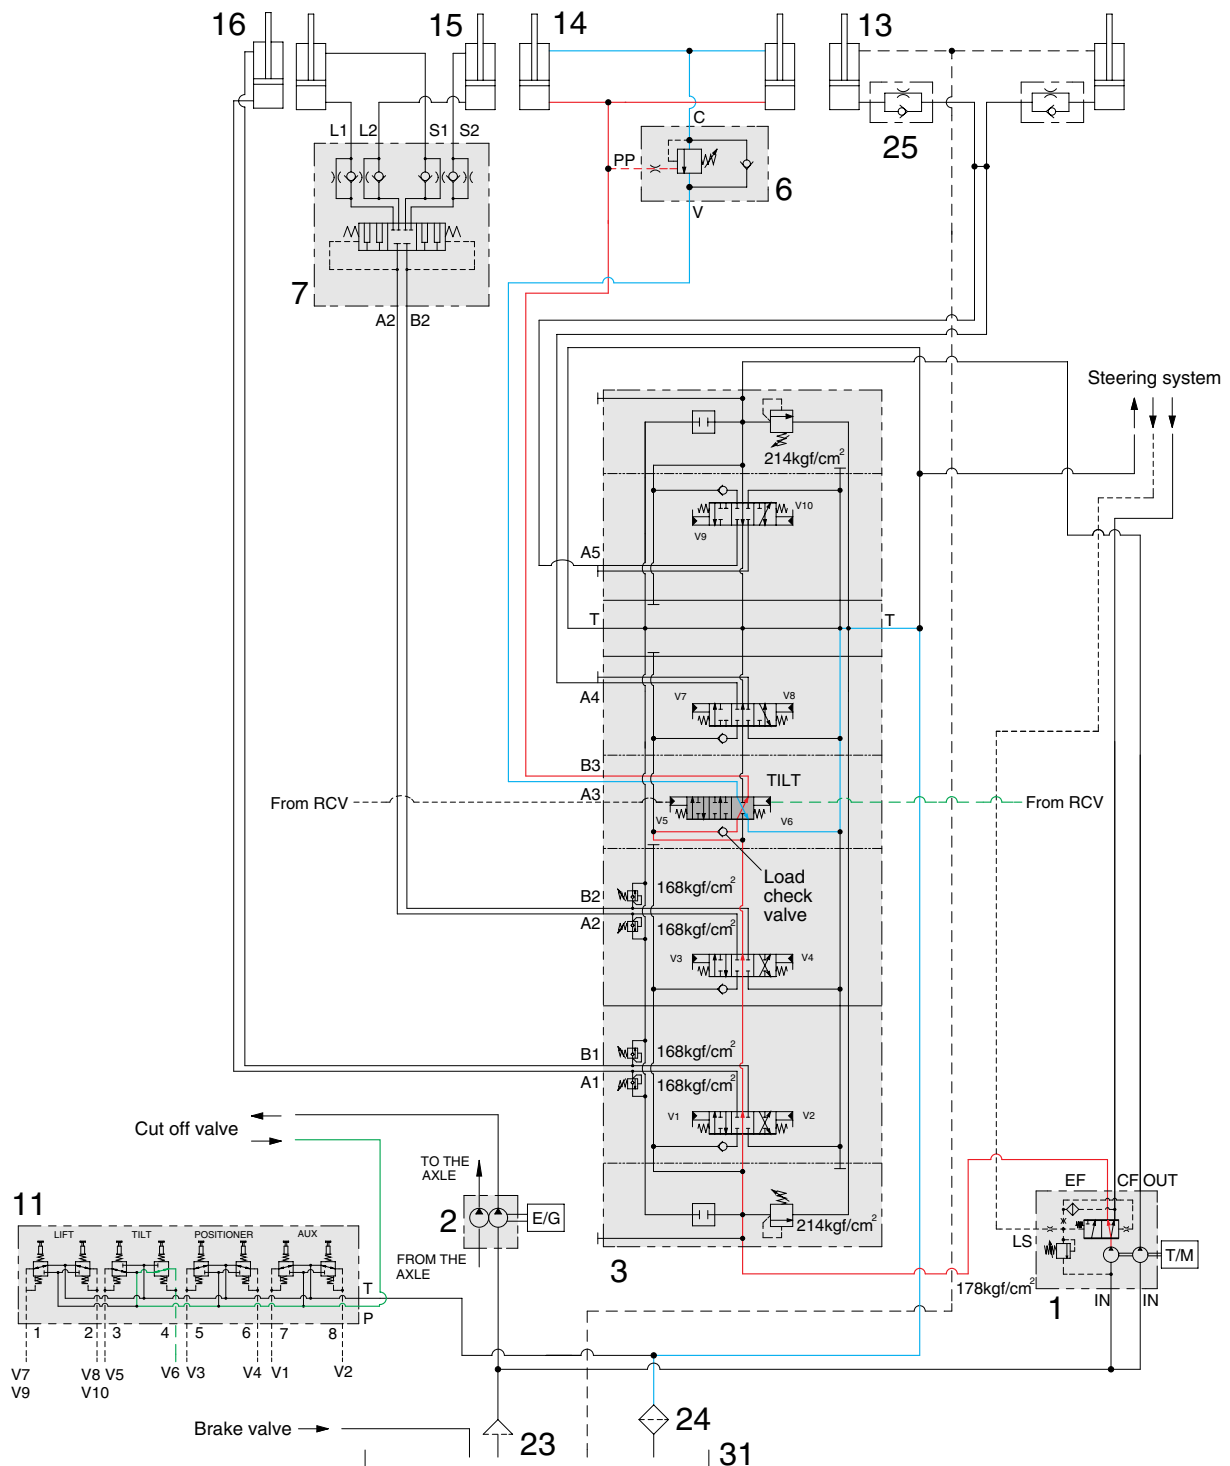 16
15
14
13
L1 L2 S1 S2
C
PP
25
6
V
7
A2 B2
Steering system
214kgf/cm²
V10
V9
A5
T
T
A4
V7
V8
B3
TILT
From RCV
A3
From RCV
V5
V6
Load
check
valve
B2
168kgf/cm²
A2
168kgf/cm²
V3
V4
B1
168kgf/cm²
A1
168kgf/cm²
V1
V2
Cut off valve
TO THE
AXLE
11
2
E/G
EF CF OUT
LIFT TILT POSITIONER AUX
214kgf/cm²
LS
T/M
FROM THE
AXLE
3
178kgf/cm²
1
IN IN
T
P
1 2 3 4 5 6 7 8
V7 V8 V5 V6 V3 V4 V1 V2
V9 V10
Brake valve
23
24
31